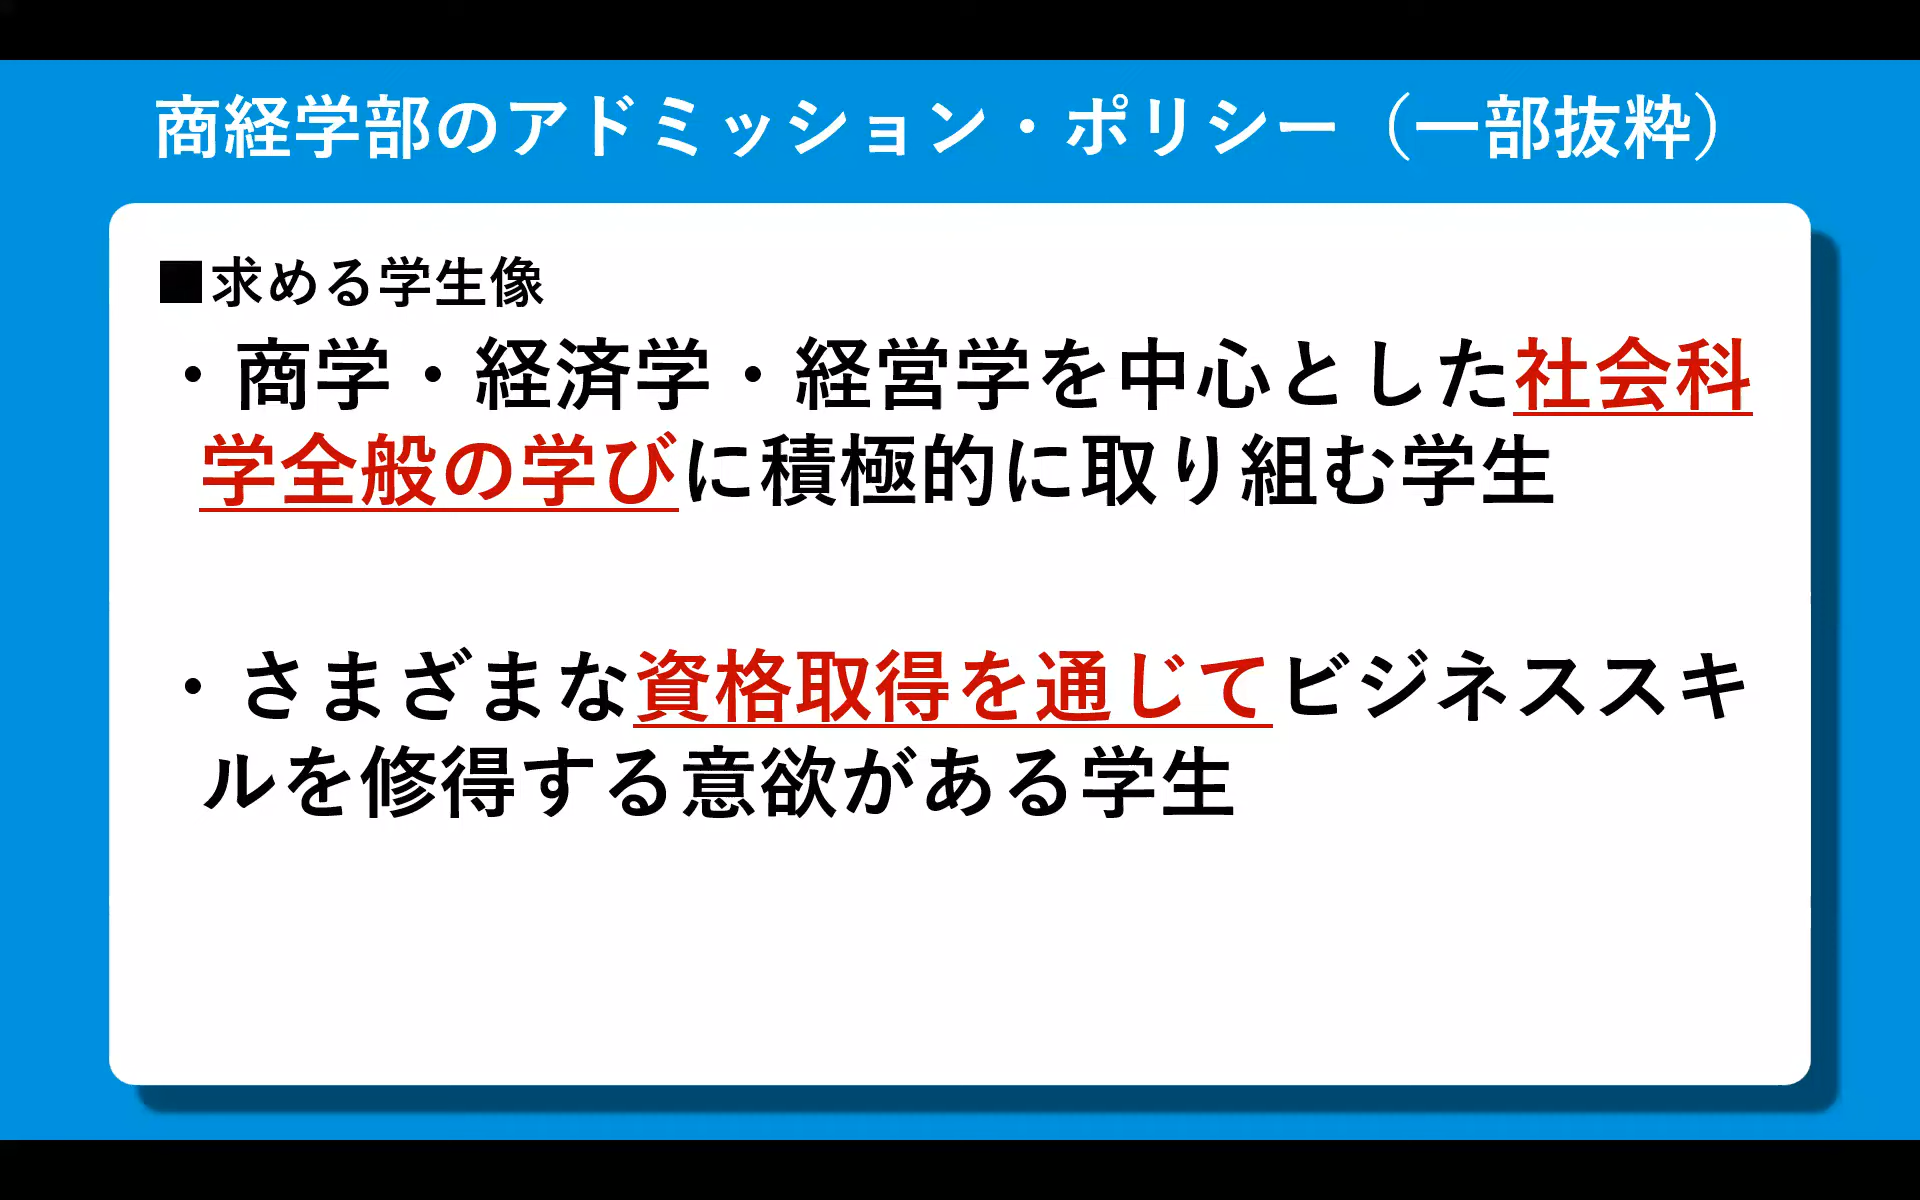 商経学部のアドミッション・ポリシー（一部抜粋）
■求める学生像
・商学・経済学・経営学を中心とした社会科
学全般の学びに積極的に取り組む学生
・さまざまな資格取得を通じてビジネススキ
ルを修得する意欲がある学生